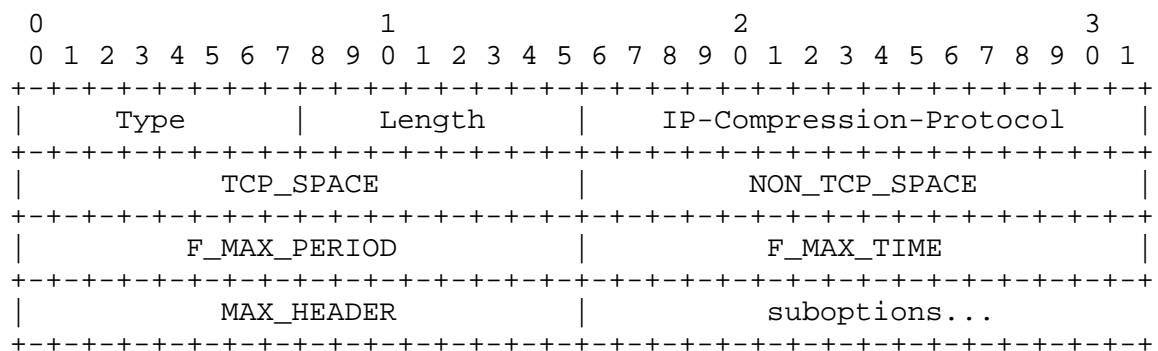 0                   1                   2                   3
 0 1 2 3 4 5 6 7 8 9 0 1 2 3 4 5 6 7 8 9 0 1 2 3 4 5 6 7 8 9 0 1
+-+-+-+-+-+-+-+-+-+-+-+-+-+-+-+-+-+-+-+-+-+-+-+-+-+-+-+-+-+-+-+-+
|     Type      |    Length     |    IP-Compression-Protocol    |
+-+-+-+-+-+-+-+-+-+-+-+-+-+-+-+-+-+-+-+-+-+-+-+-+-+-+-+-+-+-+-+-+
|           TCP_SPACE           |         NON_TCP_SPACE         |
+-+-+-+-+-+-+-+-+-+-+-+-+-+-+-+-+-+-+-+-+-+-+-+-+-+-+-+-+-+-+-+-+
|         F_MAX_PERIOD          |          F_MAX_TIME           |
+-+-+-+-+-+-+-+-+-+-+-+-+-+-+-+-+-+-+-+-+-+-+-+-+-+-+-+-+-+-+-+-+
|           MAX_HEADER          |          suboptions...
+-+-+-+-+-+-+-+-+-+-+-+-+-+-+-+-+-+-+-+-+-+-+-+-+-+-+-+-+-+-+-+-+